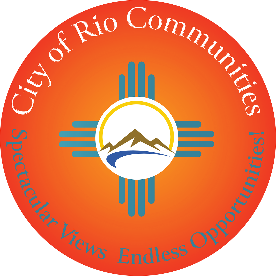 City of Rio Communities
Spectacular Views Endless Opportunities!